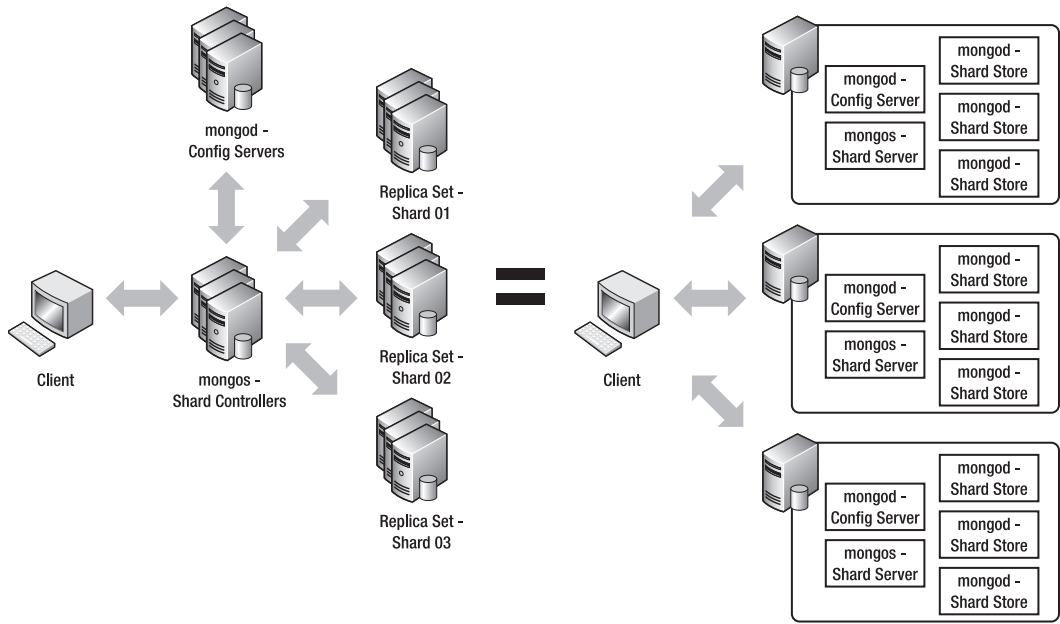 mongod -
Config Servers
Replica Set -
Shard 01
Client
mongos -
Shard Controllers
Replica Set -
Shard 02
Replica Set -
Shard 03
Client
mongod -
Config Server
mongos -
Shard Server
mongod -
Shard Store
mongod -
Shard Store
mongod -
Shard Store
mongod -
Config Server
mongos -
Shard Server
mongod -
Shard Store
mongod -
Shard Store
mongod -
Shard Store
mongod -
Config Server
mongos -
Shard Server
mongod -
Shard Store
mongod -
Shard Store
mongod -
Shard Store